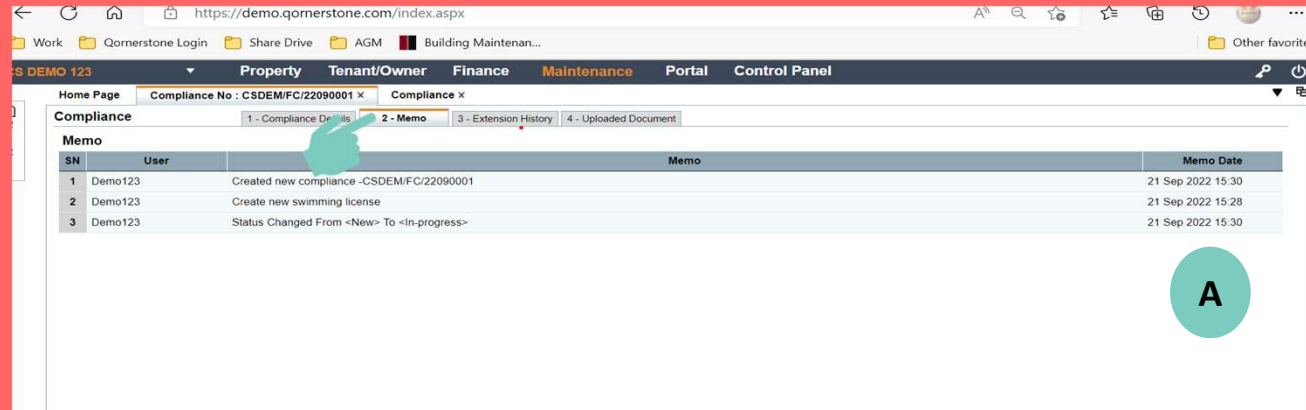 https://demo.qornerstone.com/index.aspx
Work Qornerstone Login Share Drive AGM Building Maintenan... Other favorite
CS DEMO 123 Property Tenant/Owner Finance Maintenance Portal Control Panel
Home Page Compliance No : CSDEM/FC/22090001 × Compliance ×
Compliance 1 - Compliance 2 - Memo 3 - Extension History 4 - Uploaded Document
Memo
SN User Memo Memo Date
1 Demo123 Created new compliance -CSDEM/FC/22090001 21 Sep 2022 15:30
2 Demo123 Create new swimming license 21 Sep 2022 15:28
3 Demo123 Status Changed From <New> To <In-progress> 21 Sep 2022 15:30
A